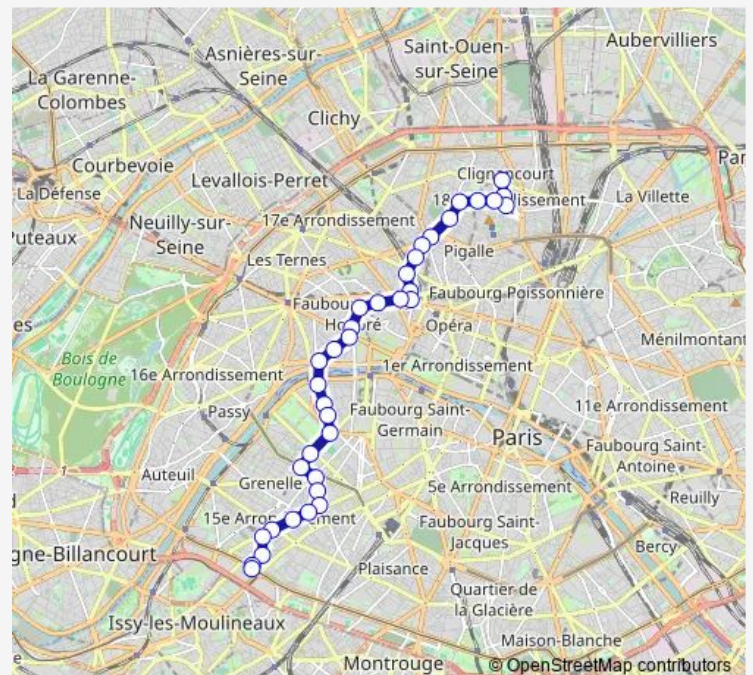 Asnières-sur-
Seine
Saint-Ouen-
sur-Seine
Aubervilliers
La Garenne-
Colombes
Clichy
Courbevoie
Levallois-Perret
La Défense
La Villette
17e Arrondissement
Neuilly-sur-
Seine
Pigalle
Les Ternes
Faubourg Poissonnière
Opéra
Ménilmontant
Bois de
Boulogne
16e Arrondissement
1er Arrondissement
Passy
Faubourg Saint-
Germain
11e Arrondissement
Paris
Faubourg Saint-
Antoine
Auteuil
Grenelle
5e Arrondissement
Reuilly
Faubourg Saint-
Jacques
Bercy
gne-Billancourt
Plaisance
Quartier de
la Glacière
Issy-les-Moulineaux
Maison-Blanche
Montrouge
© OpenStreetMap contributors